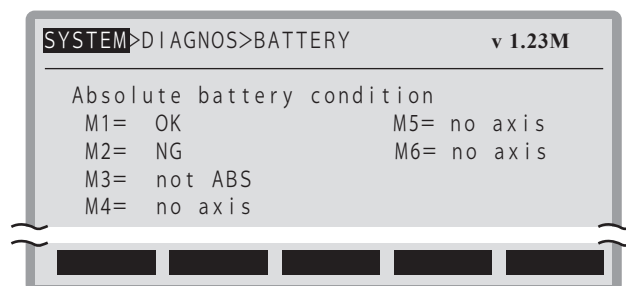 SYSTEM>DIAGNOS>BATTERY v 1.23M
Absolute battery condition
M1= OK M5= no axis
M2= NG M6= no axis
M3= not ABS
M4= no axis